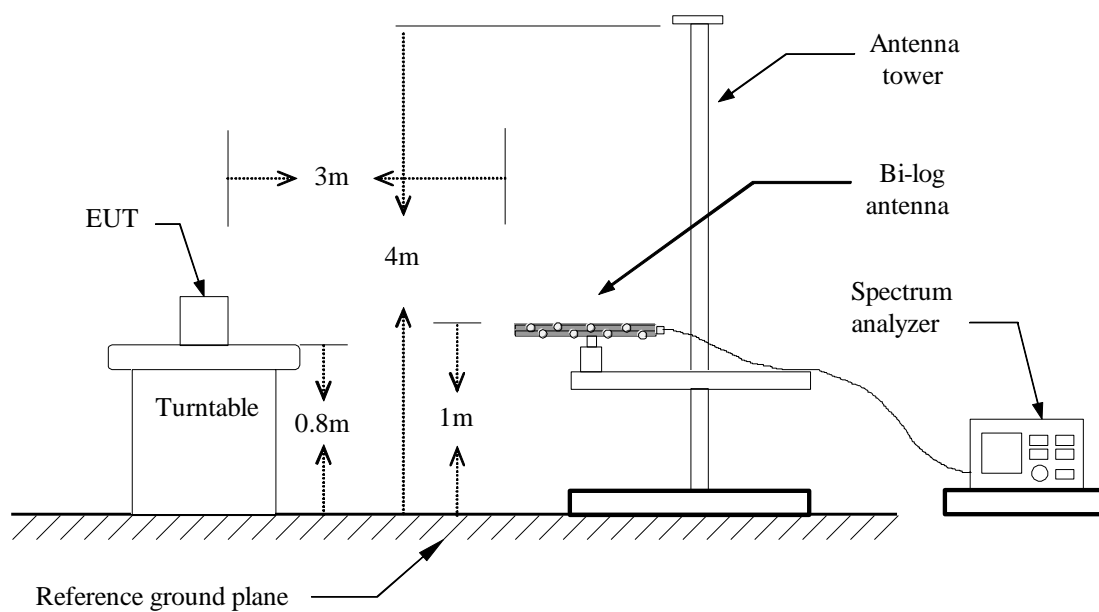 Antenna
tower
3m
Bi-log
antenna
EUT
4m
Spectrum
analyzer
Turntable
0.8m
1m
Reference ground plane